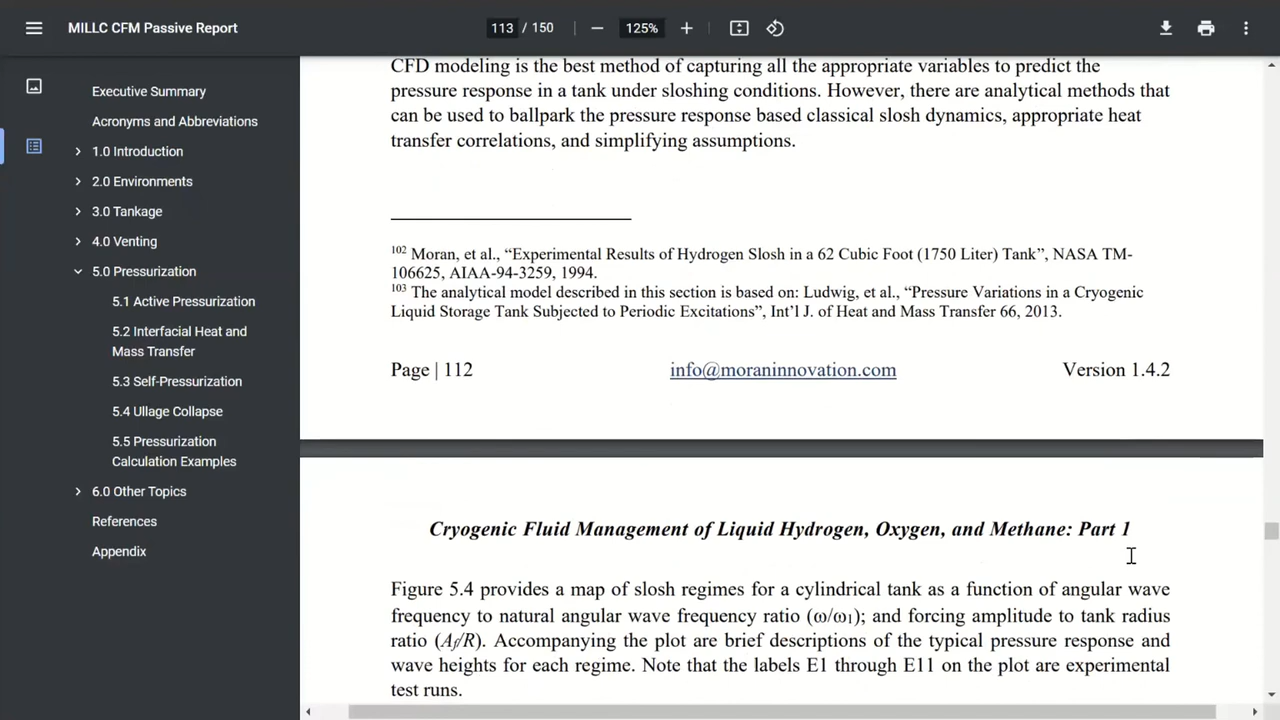 MILLC CFM Passive Report
113 / 150
125%
Executive Summary
Acronyms and Abbreviations
1.0 Introduction
2.0 Environments
3.0 Tankage
4.0 Venting
5.0 Pressurization
5.1 Active Pressurization
5.2 Interfacial Heat and
Mass Transfer
5.3 Self-Pressurization
5.4 Ullage Collapse
5.5 Pressurization
Calculation Examples
6.0 Other Topics
References
Appendix
CFD modeling is the best method of capturing all the appropriate variables to predict the
pressure response in a tank under sloshing conditions. However, there are analytical methods that
can be used to ballpark the pressure response based classical slosh dynamics, appropriate heat
transfer correlations, and simplifying assumptions.
102 Moran, et al., “Experimental Results of Hydrogen Slosh in a 62 Cubic Foot (1750 Liter) Tank”, NASA TM-
106625, AIAA-94-3259, 1994.
103 The analytical model described in this section is based on: Ludwig, et al., “Pressure Variations in a Cryogenic
Liquid Storage Tank Subjected to Periodic Excitations”, Int’l J. of Heat and Mass Transfer 66, 2013.
Page | 112 info@moraninnovation.com Version 1.4.2
Cryogenic Fluid Management of Liquid Hydrogen, Oxygen, and Methane: Part 1
Figure 5.4 provides a map of slosh regimes for a cylindrical tank as a function of angular wave
frequency to natural angular wave frequency ratio (ω/ω1); and forcing amplitude to tank radius
ratio (Af/R). Accompanying the plot are brief descriptions of the typical pressure response and
wave heights for each regime. Note that the labels E1 through E11 on the plot are experimental
test runs.